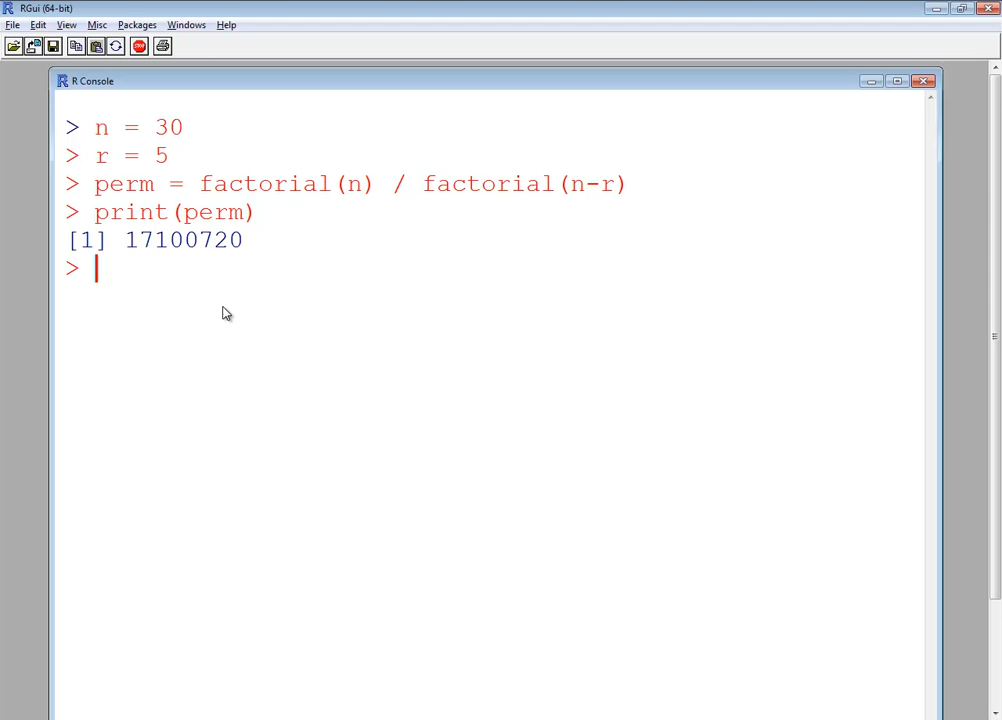 RGui (64-bit)
File Edit View Misc Packages Windows Help
STOP
R Console
> n = 30
> r = 5
> perm = factorial(n) / factorial(n-r)
> print(perm)
[1] 17100720
>